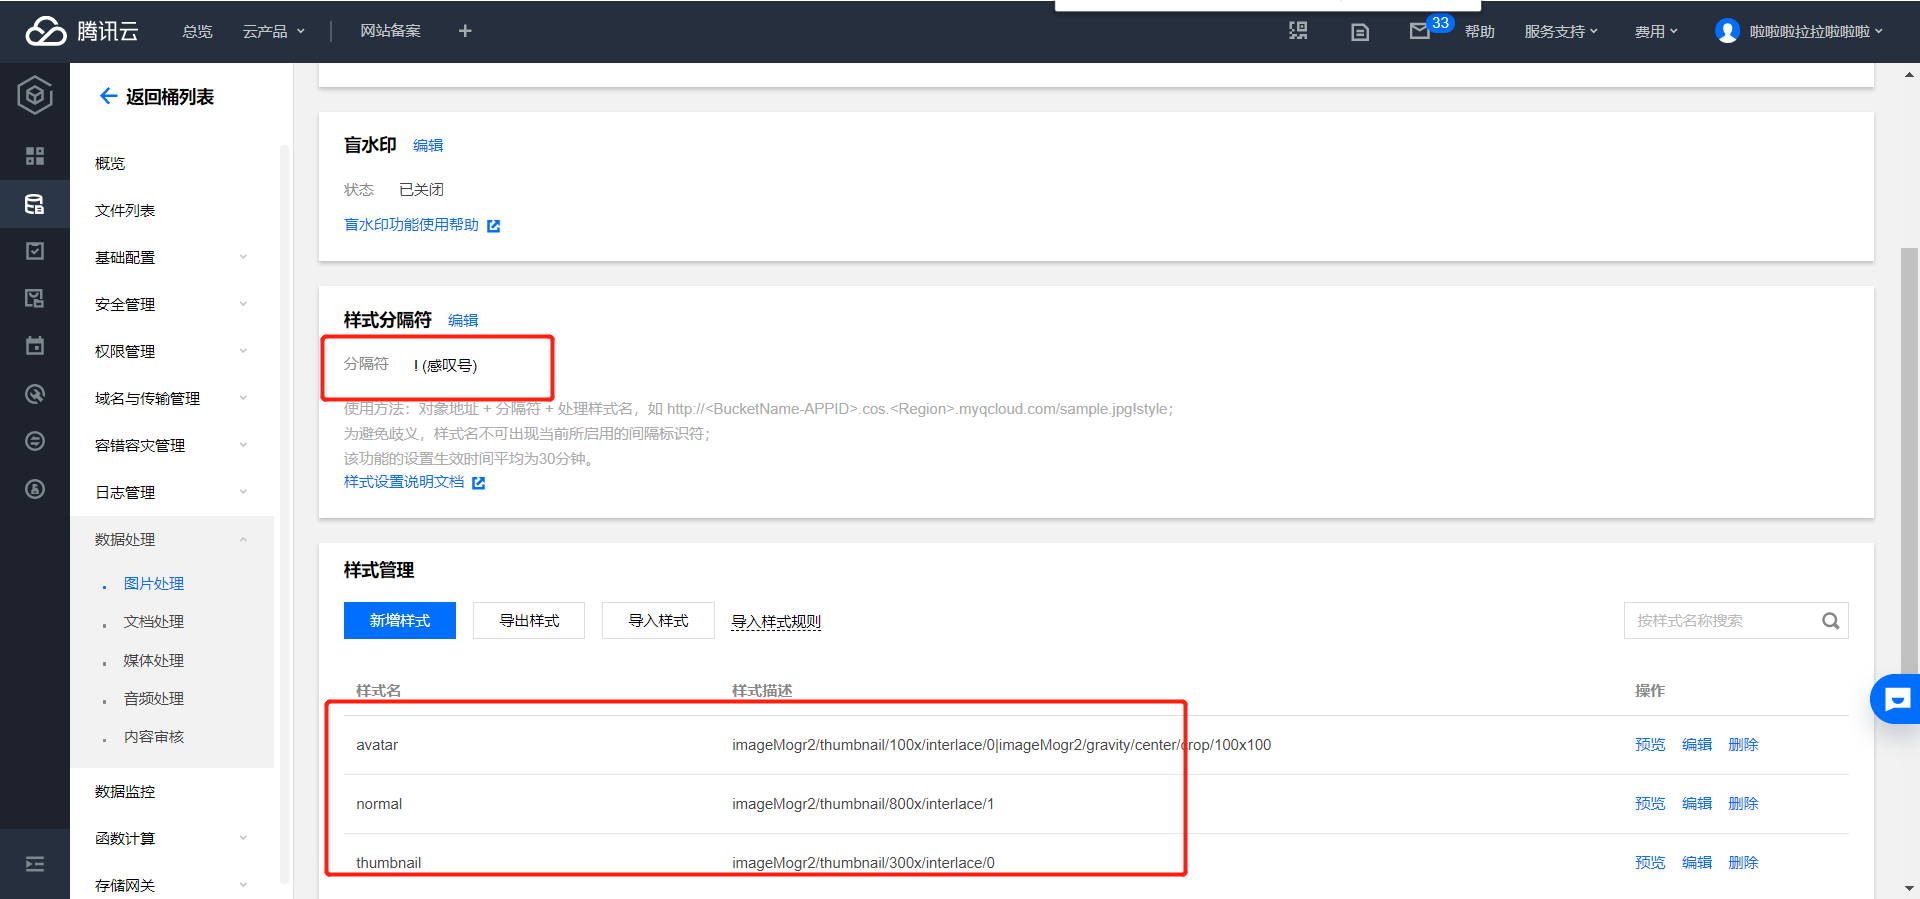 腾讯云
总览
云产品
网站备案
33
帮助
服务支持
费用
啦啦啦拉拉啦啦啦
返回桶列表
概览
文件列表
基础配置
安全管理
权限管理
域名与传输管理
容错容灾管理
日志管理
数据处理
图片处理
文档处理
媒体处理
音频处理
内容审核
数据监控
函数计算
存储网关
盲水印 编辑
状态 已关闭
盲水印功能使用帮助
样式分隔符 编辑
分隔符 ! (感叹号)
使用方法：对象地址 + 分隔符 + 处理样式名，如 http://<BucketName-APPID>.cos.<Region>.myqcloud.com/sample.jpg!style；
为避免歧义，样式名不可出现当前所启用的间隔标识符；
该功能的设置生效时间平均为30分钟。
样式设置说明文档
样式管理
新增样式 导出样式 导入样式 导入样式规则 按样式名称搜索
样式名 样式描述 操作
avatar imageMogr2/thumbnail/100x/interlace/0|imageMogr2/gravity/center/crop/100x100 预览 编辑 删除
normal imageMogr2/thumbnail/800x/interlace/1 预览 编辑 删除
thumbnail imageMogr2/thumbnail/300x/interlace/0 预览 编辑 删除